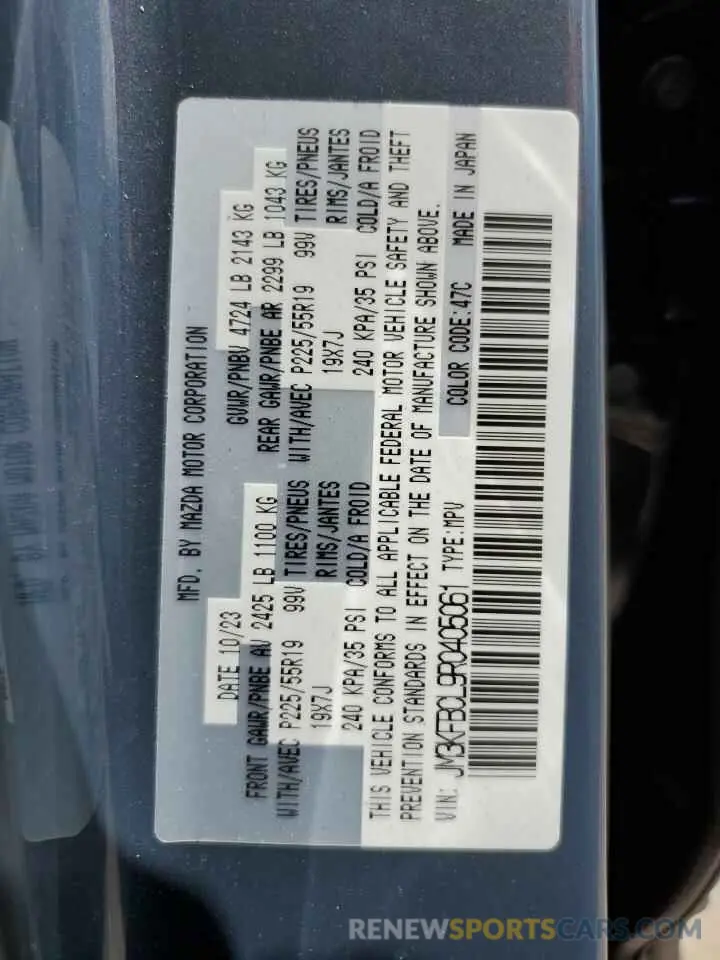 MFD. BY MAZDA MOTOR CORPORATION
DATE 10/23 GVWR/PNBV 4724 LB 2143 KG
FRONT GAWR/PNBE AV 2425 LB 1100 KG REAR GAWR/PNBE AR 2299 LB 1043 KG
WITH/AVEC P225/55R19 99V TIRES/PNEUS WITH/AVEC P225/55R19 99V TIRES/PNEUS
19X7J RIMS/JANTES 19X7J RIMS/JANTES
240 KPA/35 PSI COLD/A FROID 240 KPA/35 PSI COLD/A FROID
THIS VEHICLE CONFORMS TO ALL APPLICABLE FEDERAL MOTOR VEHICLE SAFETY AND THEFT
PREVENTION STANDARDS IN EFFECT ON THE DATE OF MANUFACTURE SHOWN ABOVE.
VIN: JM3KFBCL9R0405061 TYPE:MPV COLOR CODE:47C MADE IN JAPAN
RENEWSPORTSCARS.COM